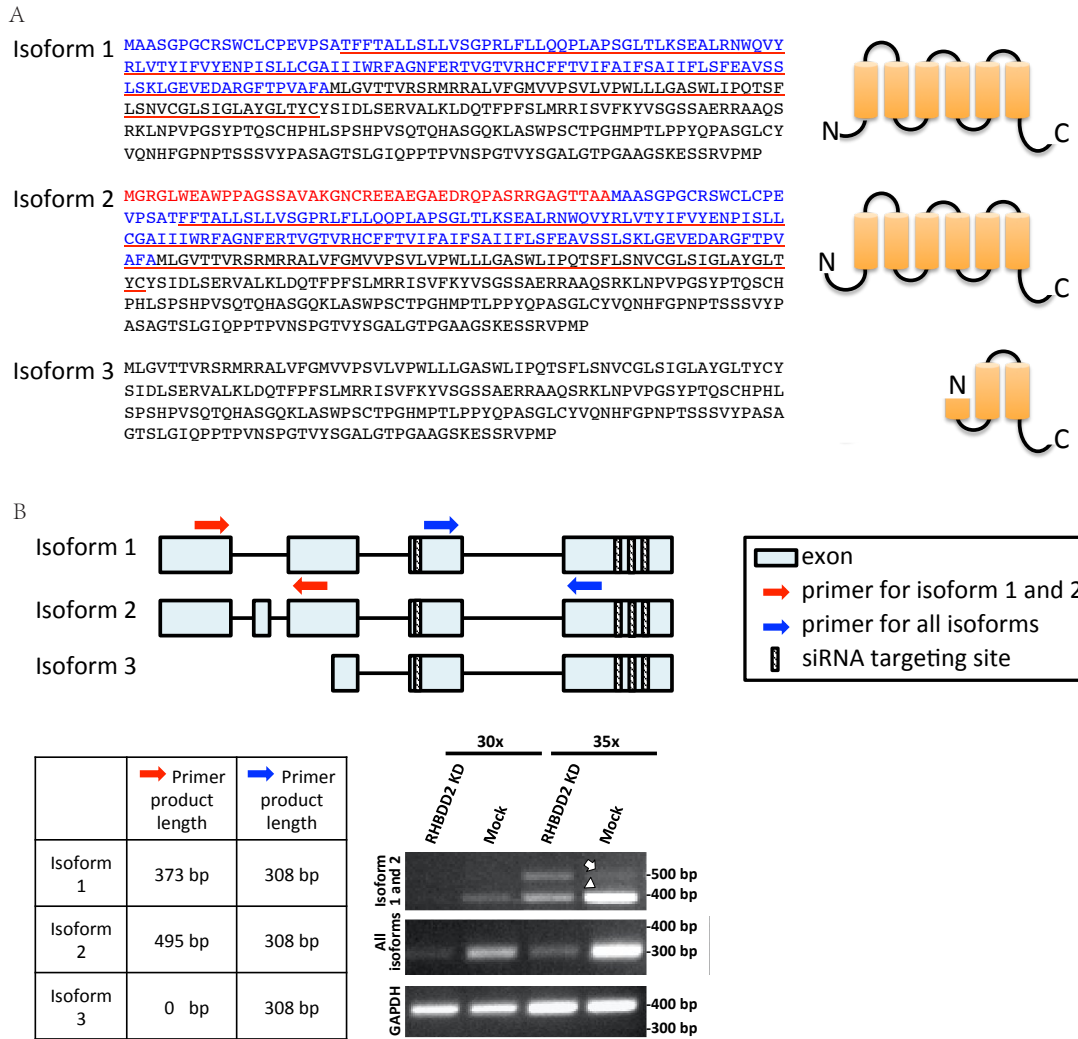 A
Isoform 1
MAASGPGCRSWCLCPEVPSATFFTALLSLLVSGPRLFLLQQPLAPSGLTLKSEALRNWQVY
RLVTYIFVYENPISLLCGAIIIWRFAGNFERTVGTVRHCFFTVIFAIFSAIIFLSFEAVSS
LSKLGEVEDARGFTPVAFAMLGVTTVRSRMRRALVFGMVVPSVLVPWLLLGASWLIPQTSF
LSNVCGLSIGLAYGLTYCYSIDLSERVALKLDQTFPFSLMRRISVFKYVSGSSAERRAAQS
RKLNPVPGSYPTQSCHPHLSPSHPVSQTQHASGQKLASWPSCTPGHMPTLPPYQPASGLCY
VQNHFGPNPTSSSVYPASAGTSLGIQPPTPVNSPGTVYSGALGTPGAAGSKESSRVPMP
N
C
Isoform 2
MGRGLWEAWPPAGSSAVAKGNCREEAEGAEDRQPASRRGAGTTAAMAASGPGCRSWCLCPE
VPSATFFTALLSLLVSGPRLFLLQQPLAPSGLTLKSEALRNWQVYRLVTYIFVYENPISLL
CGAIIIWRFAGNFERTVGTVRHCFFTVIFAIFSAIIFLSFEAVSSLSKLGEVEDARGFTPV
AFAMLGVTTVRSRMRRALVFGMVVPSVLVPWLLLGASWLIPQTSFLSNVCGLSIGLAYGLT
YCYSIDLSERVALKLDQTFPFSLMRRISVFKYVSGSSAERRAAQSRKLNPVPGSYPTQSCH
PHLSPSHPVSQTQHASGQKLASWPSCTPGHMPTLPPYQPASGLCYVQNHFGPNPTSSSVYP
ASAGTSLGIQPPTPVNSPGTVYSGALGTPGAAGSKESSRVPMP
N
C
Isoform 3
MLGVTTVRSRMRRALVFGMVVPSVLVPWLLLGASWLIPQTSFLSNVCGLSIGLAYGLTYCY
SIDLSERVALKLDQTFPFSLMRRISVFKYVSGSSAERRAAQSRKLNPVPGSYPTQSCHPHL
SPSHPVSQTQHASGQKLASWPSCTPGHMPTLPPYQPASGLCYVQNHFGPNPTSSSVYPASA
GTSLGIQPPTPVNSPGTVYSGALGTPGAAGSKESSRVPMP
N
C
B
Isoform 1
Isoform 2
Isoform 3
exon
primer for isoform 1 and 2
primer for all isoforms
siRNA targeting site
Primer product length
Primer product length
Isoform 1
373 bp
308 bp
Isoform 2
495 bp
308 bp
Isoform 3
0 bp
308 bp
30x
35x
RHBDD2 KD
Mock
RHBDD2 KD
Mock
Isoform 1 and 2
-500 bp
-400 bp
All isoforms
-400 bp
-300 bp
GAPDH
-400 bp
-300 bp